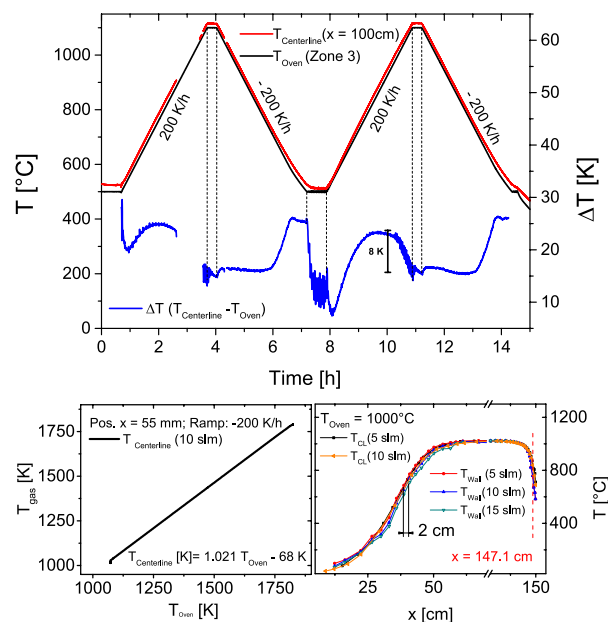 T_Centerline (x = 100cm)
T_Oven (Zone 3)
200 K/h
- 200 K/h
200 K/h
- 200 K/h
8 K
ΔT (T_Centerline -T_Oven)
T [°C]
1000
800
600
400
200
0
ΔT [K]
60
50
40
30
20
10
0 2 4 6 8 10 12 14
Time [h]
Pos. x = 55 mm; Ramp: -200 K/h
T_Centerline (10 slm)
T_Centerline [K]= 1.021 T_Oven - 68 K
T_gas [K]
1750
1500
1250
1000
1000 1250 1500 1750
T_Oven [K]
T_Oven = 1000°C
T_CL (5 slm)
T_CL (10 slm)
T_Wall (5 slm)
T_Wall (10 slm)
T_Wall (15 slm)
2 cm
x = 147.1 cm
T [°C]
1200
1000
800
600
25 50 150
x [cm]